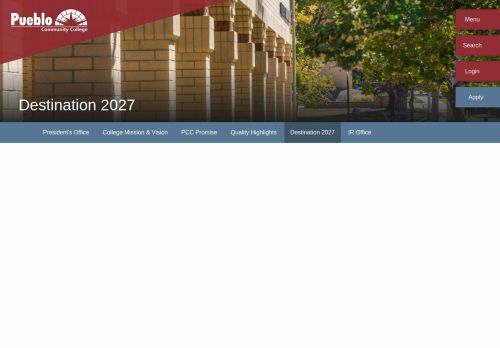 Pueblo
Community College
Menu
Search
Login
Apply
Destination 2027
President's Office
College Mission & Vision
PCC Promise
Quality Highlights
Destination 2027
IR Office